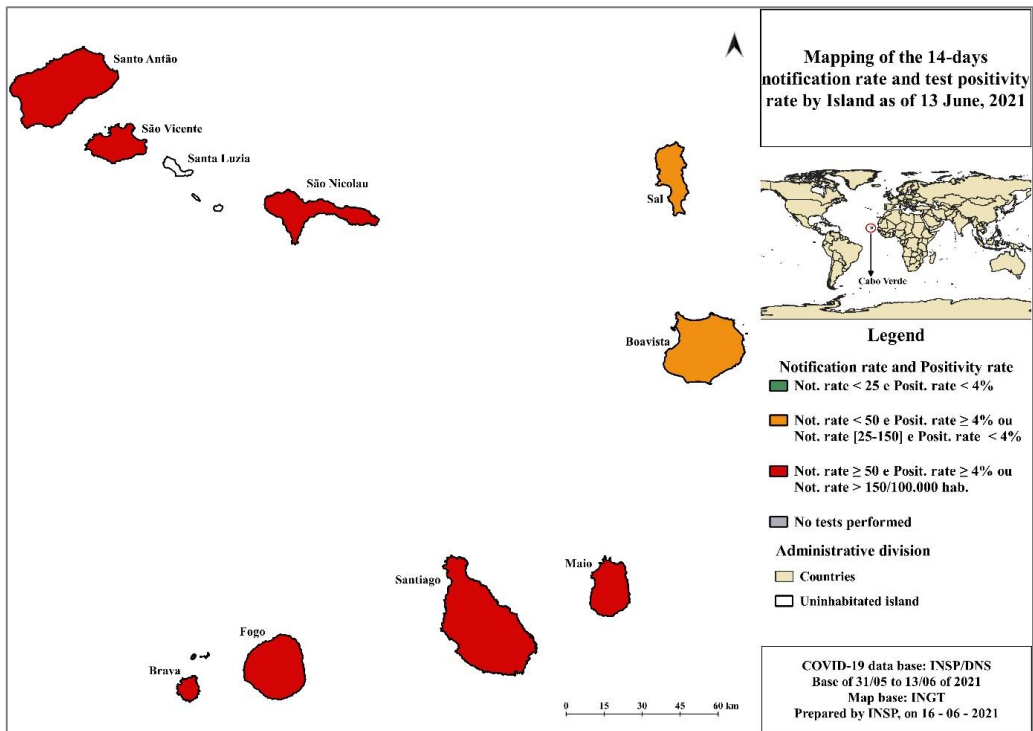 Mapping of the 14-days
notification rate and test positivity
rate by Island as of 13 June, 2021
Santo Antão
São Vicente
Santa Luzia
São Nicolau
Sal
Boavista
Maio
Santiago
Fogo
Brava
0 15 30 45 60 km
Cabo Verde
Legend
Notification rate and Positivity rate
Not. rate < 25 e Posit. rate < 4%
Not. rate < 50 e Posit. rate ≥ 4% ou
Not. rate [25-150] e Posit. rate < 4%
Not. rate ≥ 50 e Posit. rate ≥ 4% ou
Not. rate > 150/100.000 hab.
No tests performed
Administrative division
Countries
Uninhabitated island
COVID-19 data base: INSP/DNS
Base of 31/05 to 13/06 of 2021
Map base: INGT
Prepared by INSP, on 16 - 06 - 2021